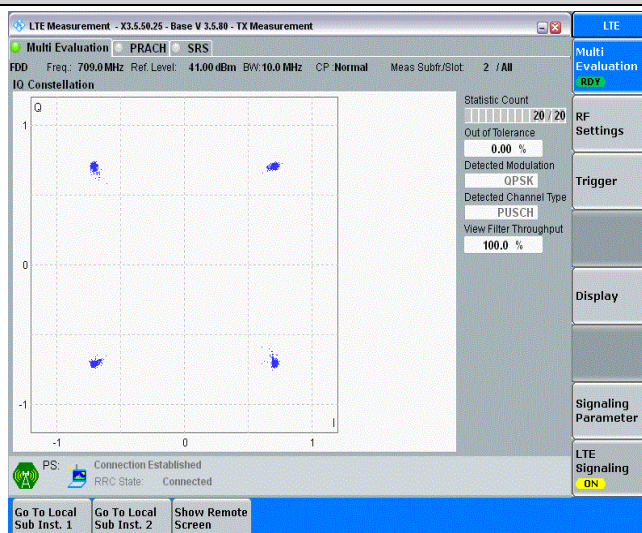 LTE Measurement - X3.5.50.25 - Base V 3.5.80 - TX Measurement
LTE
Multi Evaluation PRACH SRS
FDD Freq.: 709.0 MHz Ref. Level: 41.00 dBm BW: 10.0 MHz CP :Normal Meas Subfr./Slot: 2 / All
IQ Constellation
Q
1
0
-1
-1 0 1
I
Statistic Count
20 / 20
Out of Tolerance
0.00 %
Detected Modulation
QPSK
Detected Channel Type
PUSCH
View Filter Throughput
100.0 %
Multi
Evaluation
RDY
RF
Settings
Trigger
Display
Signaling
Parameter
LTE
Signaling
ON
PS: Connection Established
RRC State: Connected
Go To Local
Sub Inst. 1
Go To Local
Sub Inst. 2
Show Remote
Screen